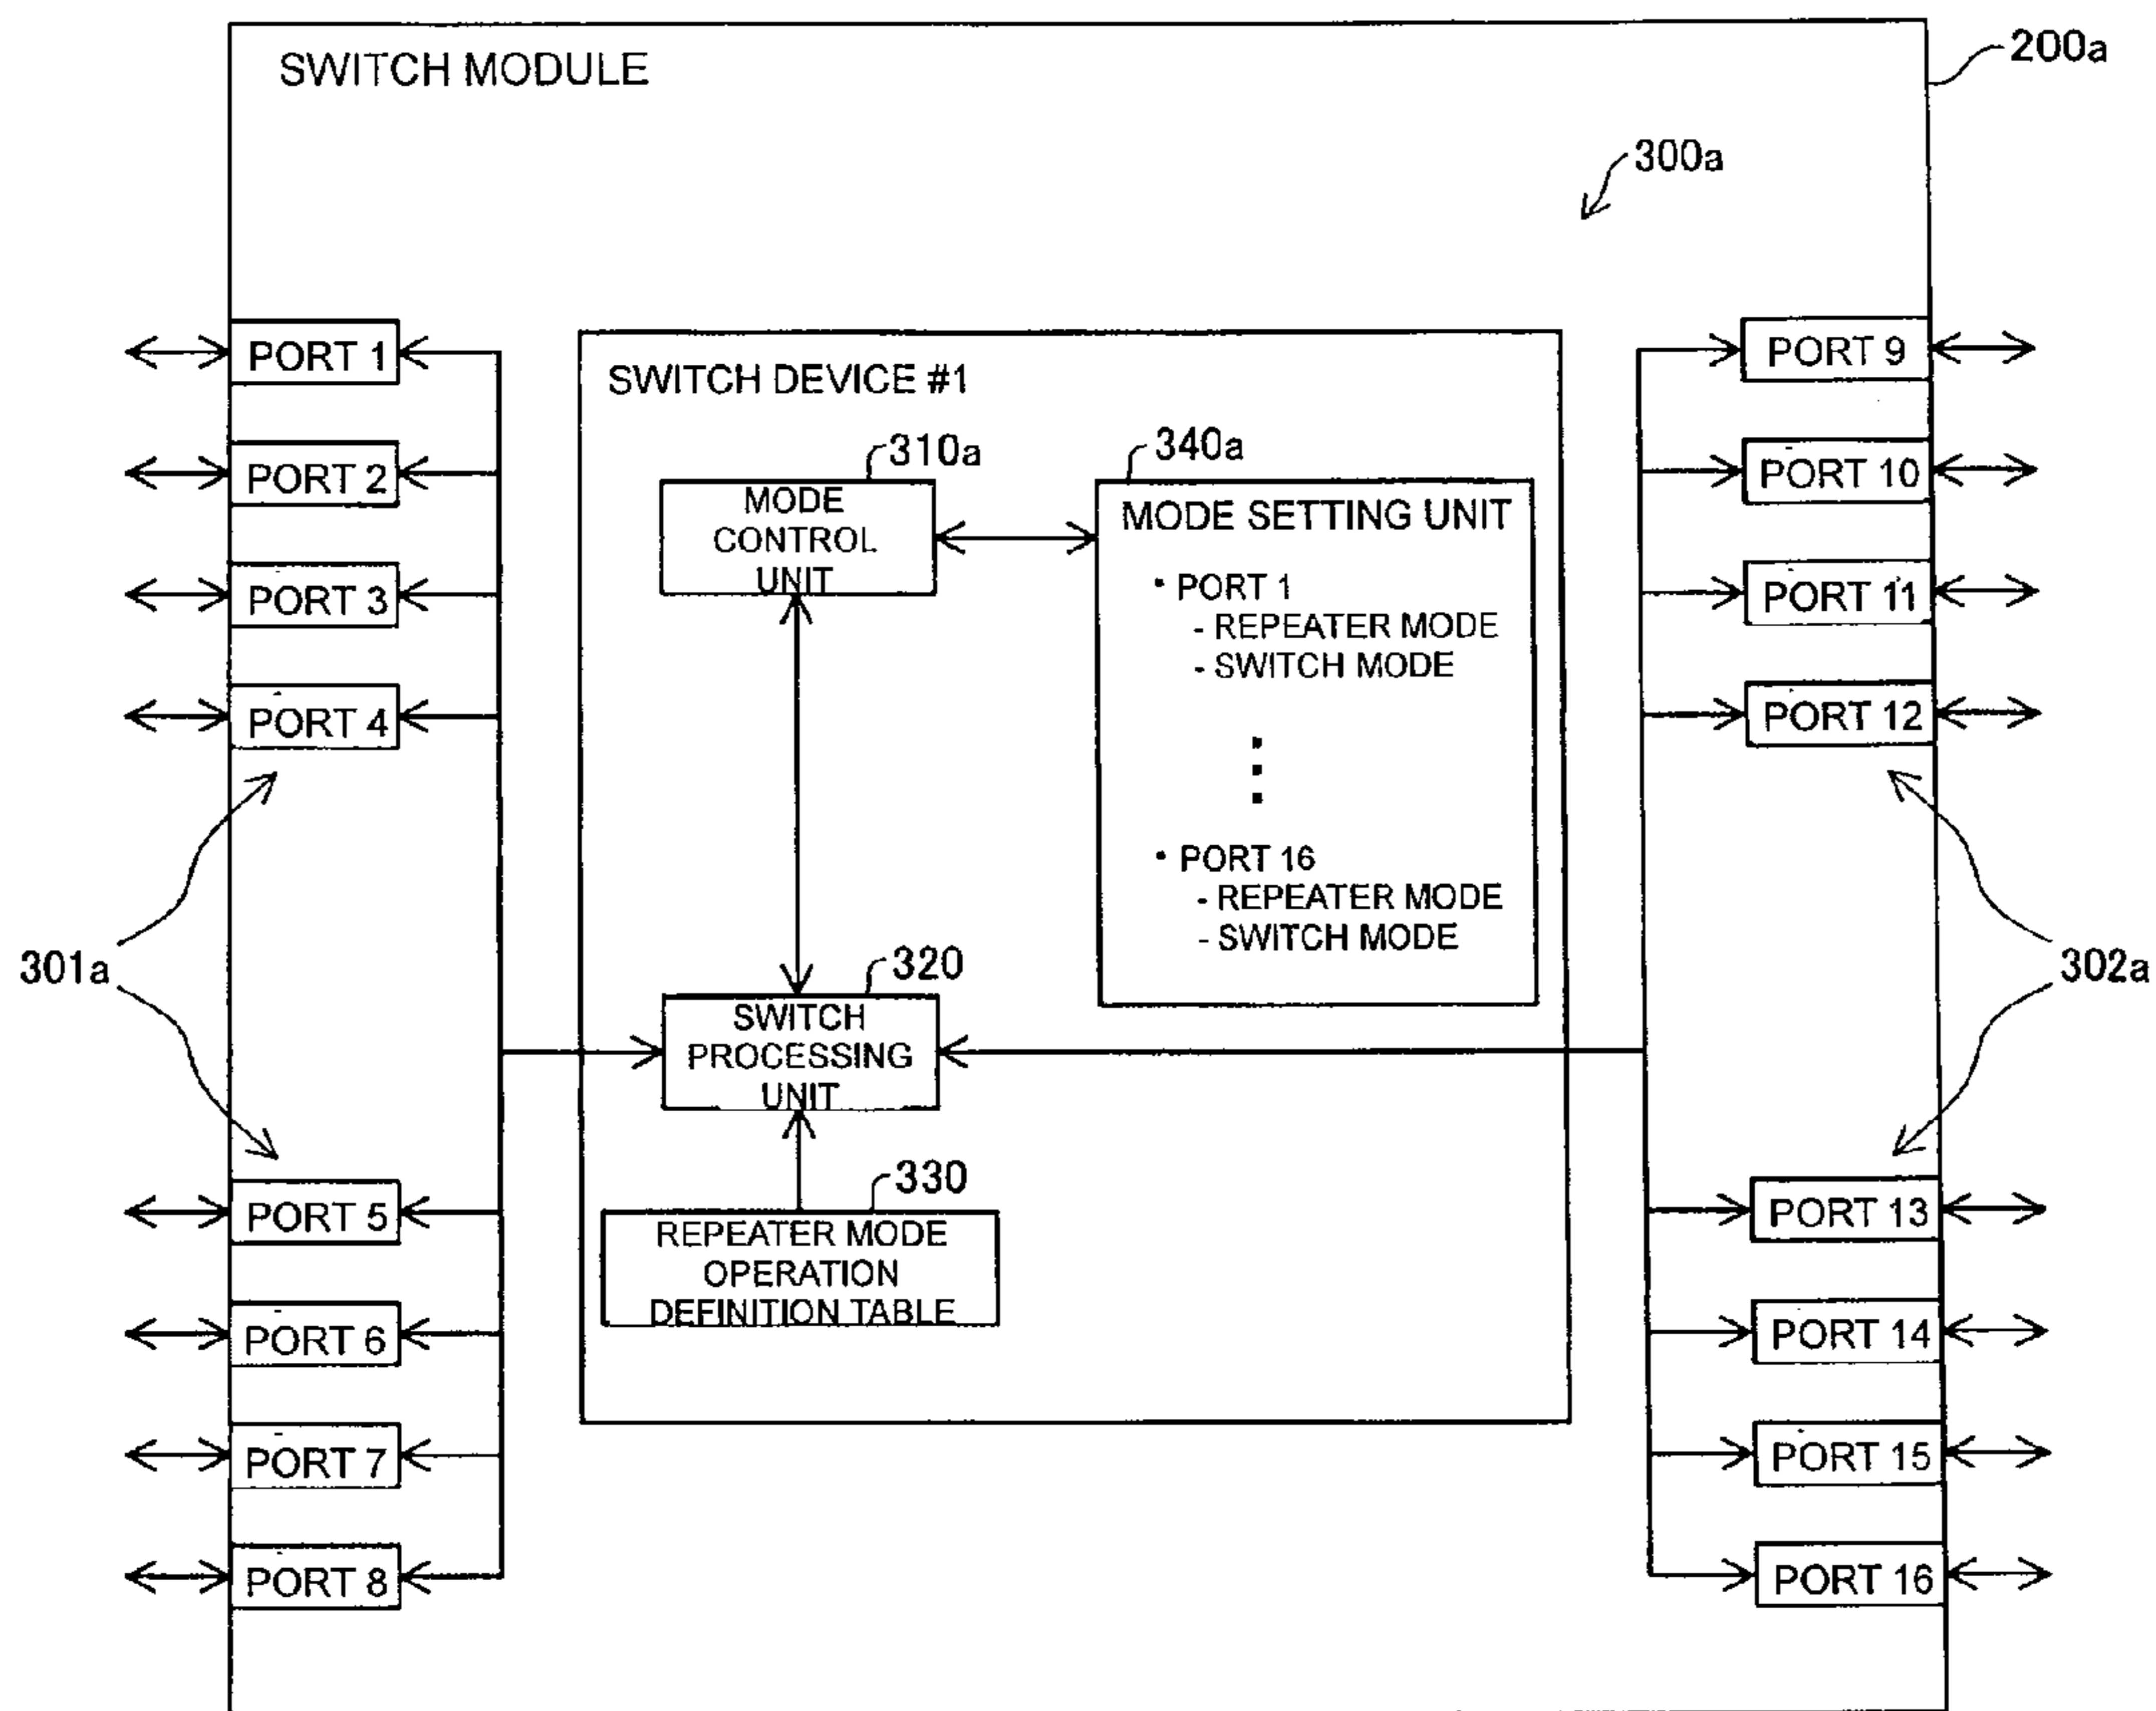 SWITCH MODULE
200a
300a
PORT 1
PORT 2
PORT 3
PORT 4
301a
PORT 5
PORT 6
PORT 7
PORT 8
SWITCH DEVICE #1
310a
MODE
CONTROL
UNIT
340a
MODE SETTING UNIT
• PORT 1
- REPEATER MODE
- SWITCH MODE
• PORT 16
- REPEATER MODE
- SWITCH MODE
320
SWITCH
PROCESSING
UNIT
330
REPEATER MODE
OPERATION
DEFINITION TABLE
PORT 9
PORT 10
PORT 11
PORT 12
302a
PORT 13
PORT 14
PORT 15
PORT 16